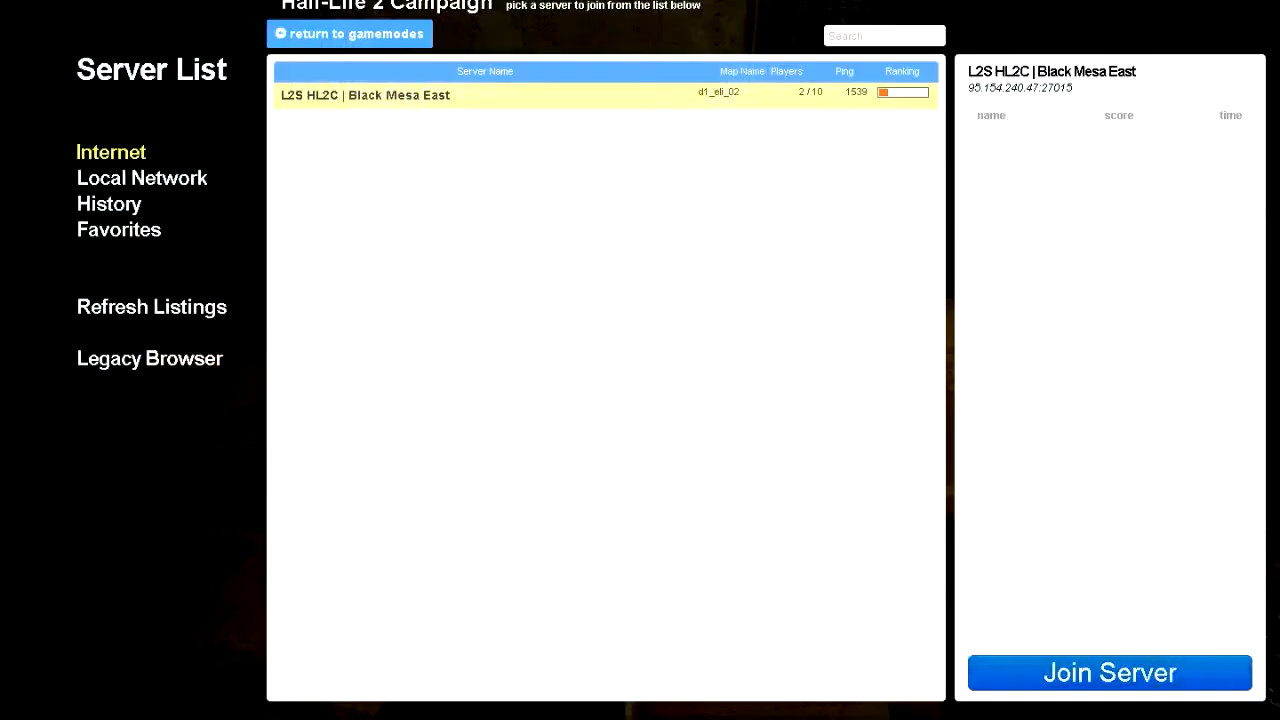 Half-Life 2 Campaign pick a server to join from the list below
return to gamemodes
Search
Server List
Internet
Local Network
History
Favorites
Refresh Listings
Legacy Browser
Server Name Map Name Players Ping Ranking
L2S HL2C | Black Mesa East d1_eli_02 2 / 10 1539
L2S HL2C | Black Mesa East
95.154.240.47:27015
name score time
Join Server